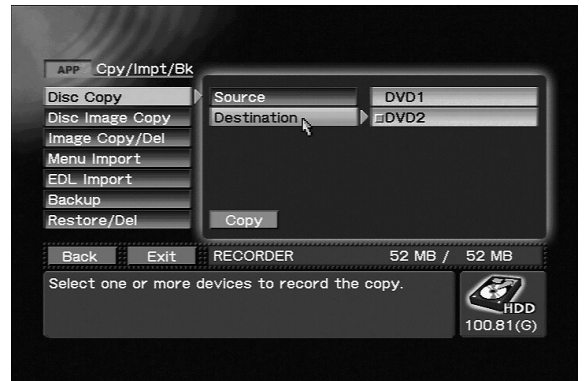 APP Cpy/Impt/Bk
Disc Copy
Disc Image Copy
Image Copy/Del
Menu Import
EDL Import
Backup
Restore/Del
Source DVD1
Destination DVD2
Copy
Back Exit RECORDER 52 MB / 52 MB
Select one or more devices to record the copy.
HDD
100.81(G)